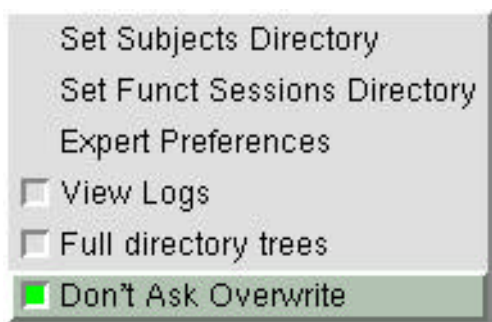 Set Subjects Directory
Set Funct Sessions Directory
Expert Preferences
View Logs
Full directory trees
Don't Ask Overwrite